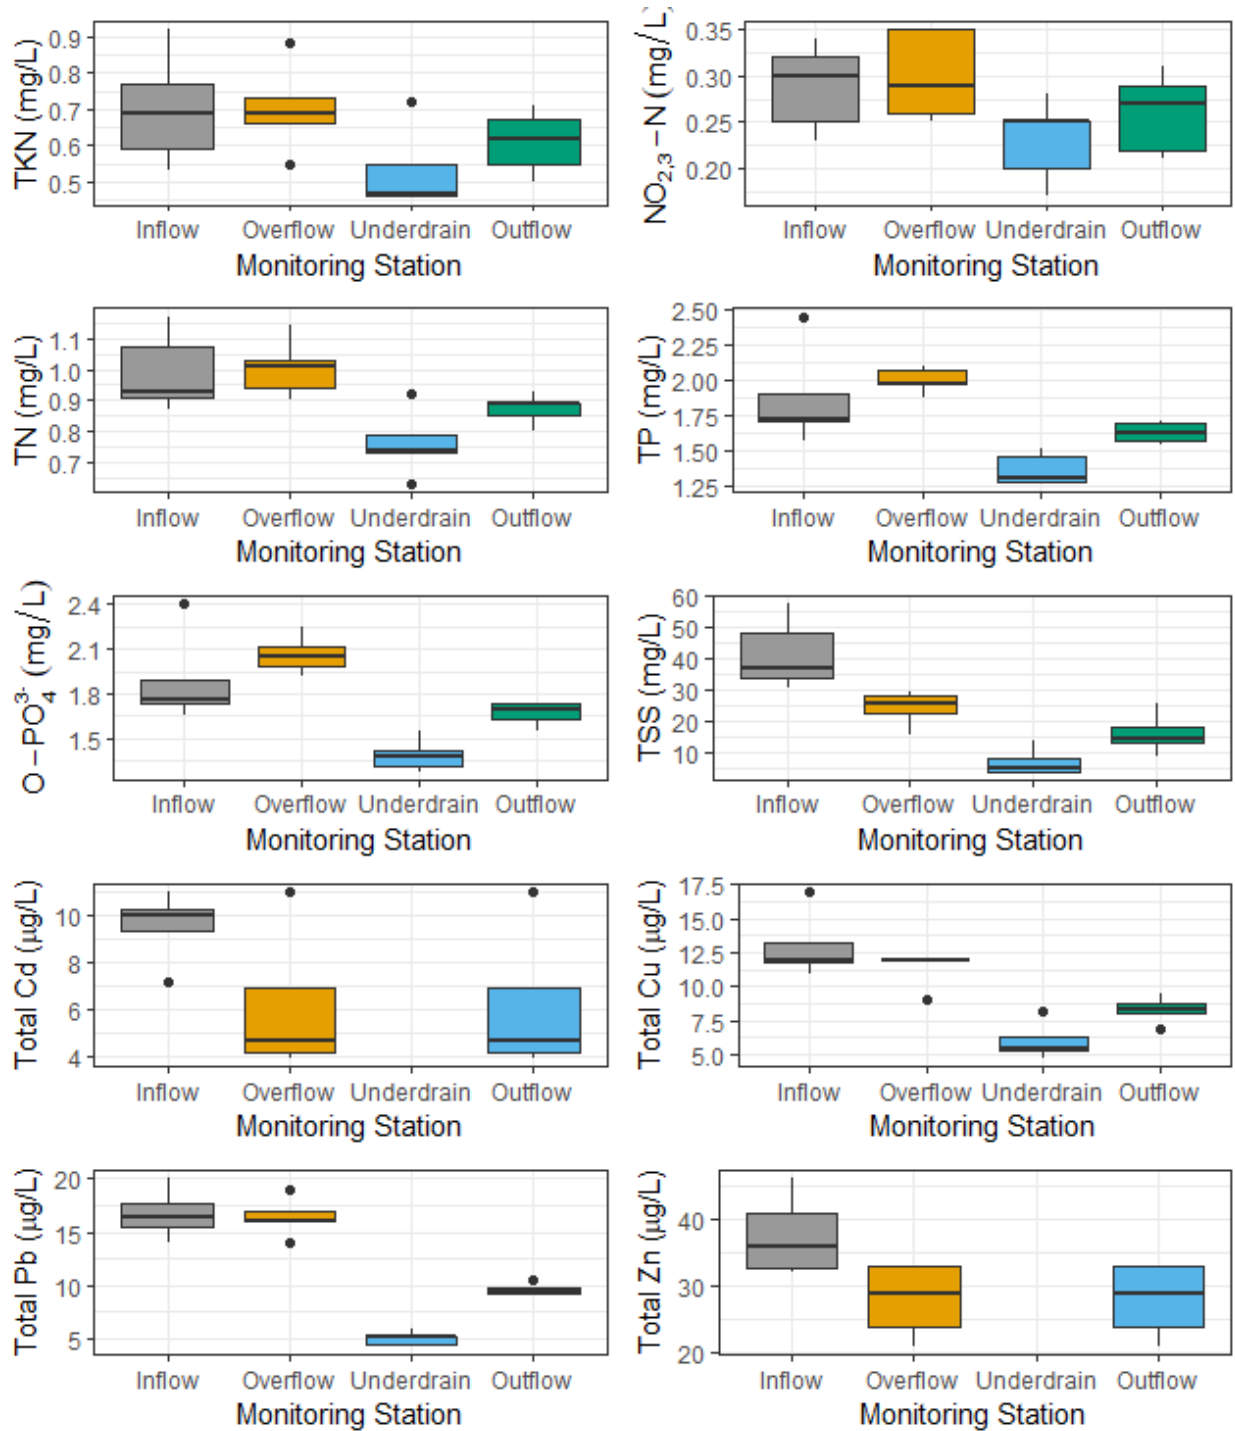 TKN (mg/L)
0.9
0.8
0.7
0.6
0.5
Inflow Overflow Underdrain Outflow
Monitoring Station
NO2,3−N (mg/L)
0.35
0.30
0.25
0.20
Inflow Overflow Underdrain Outflow
Monitoring Station
TN (mg/L)
1.1
1.0
0.9
0.8
0.7
Inflow Overflow Underdrain Outflow
Monitoring Station
TP (mg/L)
2.50
2.25
2.00
1.75
1.50
1.25
Inflow Overflow Underdrain Outflow
Monitoring Station
O−PO4 3- (mg/L)
2.4
2.1
1.8
1.5
Inflow Overflow Underdrain Outflow
Monitoring Station
TSS (mg/L)
60
50
40
30
20
10
Inflow Overflow Underdrain Outflow
Monitoring Station
Total Cd (μg/L)
10
8
6
4
Inflow Overflow Underdrain Outflow
Monitoring Station
Total Cu (μg/L)
17.5
15.0
12.5
10.0
7.5
5.0
Inflow Overflow Underdrain Outflow
Monitoring Station
Total Pb (μg/L)
20
15
10
5
Inflow Overflow Underdrain Outflow
Monitoring Station
Total Zn (μg/L)
40
30
20
Inflow Overflow Underdrain Outflow
Monitoring Station